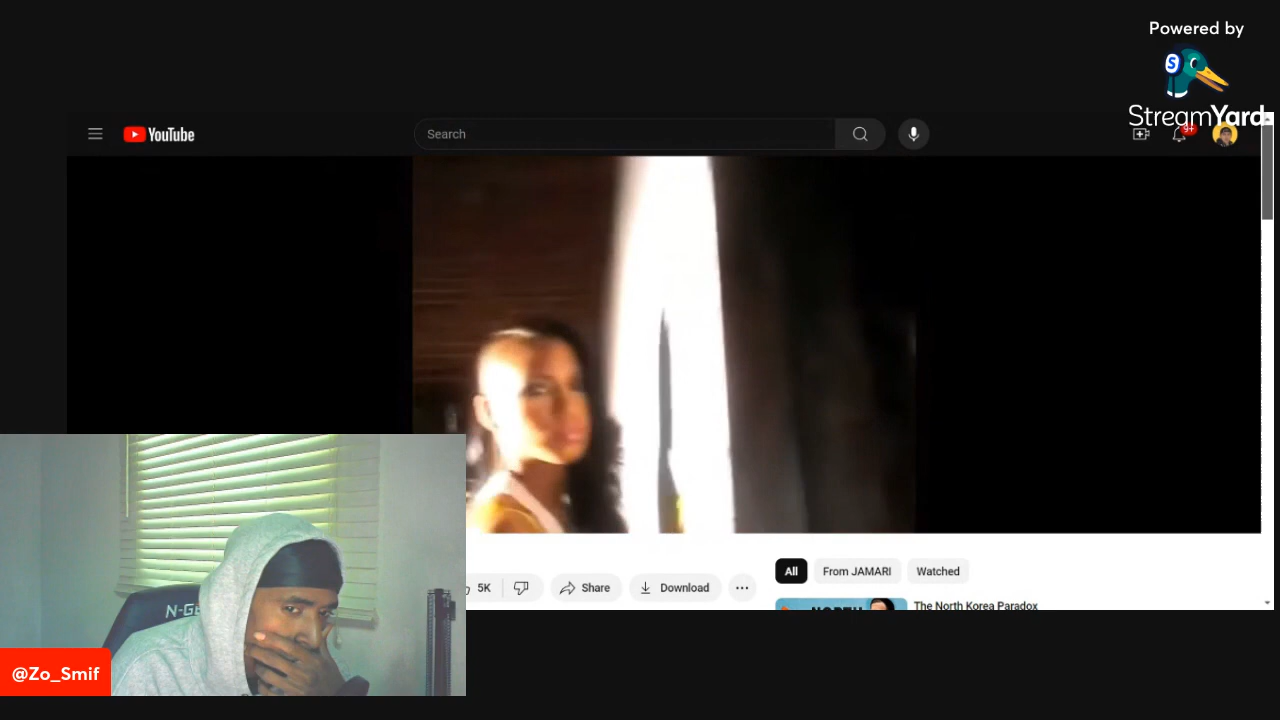 Powered by
StreamYard
YouTube
Search
9+
5K
Share
Download
All
From JAMARI
Watched
The North Korea Paradox
NORTH
N-GE
@Zo_Smif